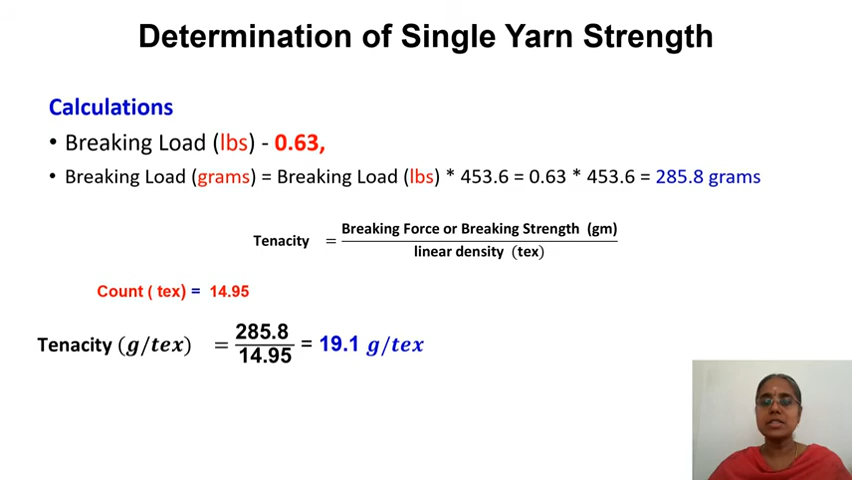 Determination of Single Yarn Strength
Calculations
• Breaking Load (lbs) - 0.63,
• Breaking Load (grams) = Breaking Load (lbs) * 453.6 = 0.63 * 453.6 = 285.8 grams
Tenacity = Breaking Force or Breaking Strength (gm)
linear density (tex)
Count ( tex) = 14.95
Tenacity (g/tex) = 285.8 = 19.1 g/tex
14.95